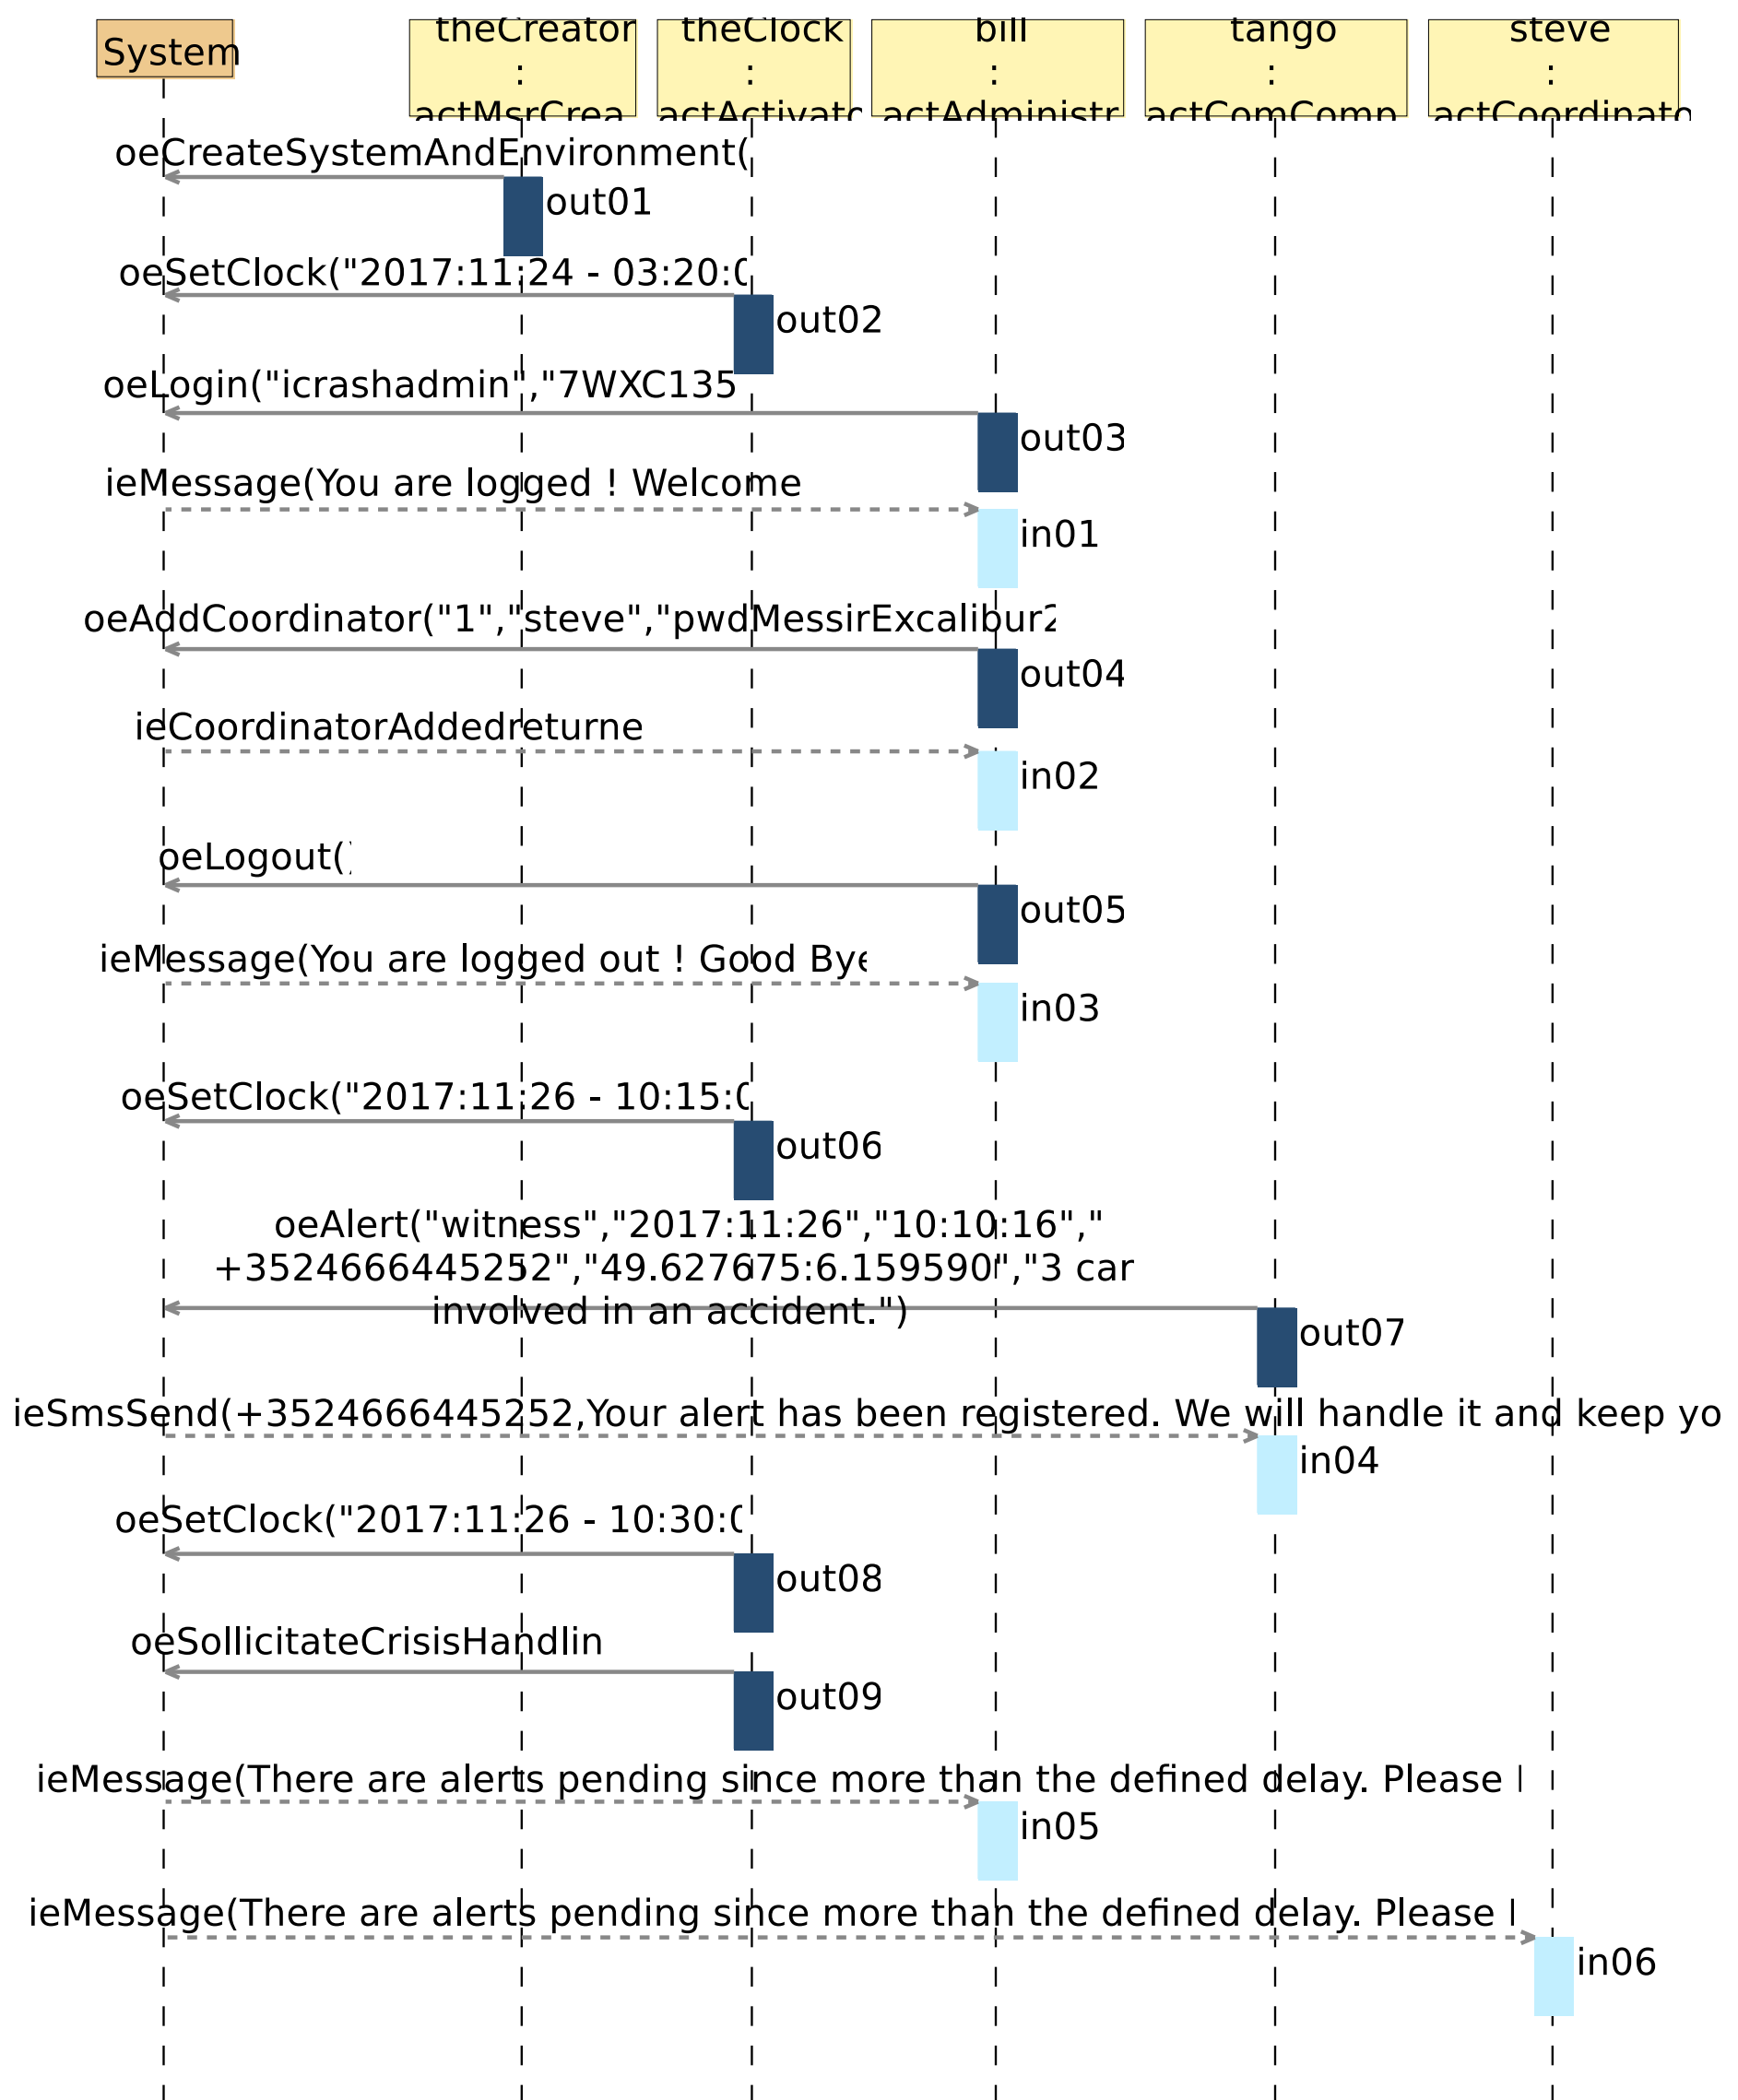 System
theCreator
:
actMsrCrea
theClock
:
actActivato
bill
:
actAdministr
tango
:
actComComp
steve
:
actCoordinato
oeCreateSystemAndEnvironment(
out01
oeSetClock("2017:11:24 - 03:20:0
out02
oeLogin("icrashadmin","7WXC135
out03
ieMessage(You are logged ! Welcome
in01
oeAddCoordinator("1","steve","pwdMessirExcalibur2
out04
ieCoordinatorAddedreturne
in02
oeLogout()
out05
ieMessage(You are logged out ! Good Bye
in03
oeSetClock("2017:11:26 - 10:15:0
out06
oeAlert("witness","2017:11:26","10:10:16","
+3524666445252","49.627675:6.159590","3 car
involved in an accident.")
out07
ieSmsSend(+3524666445252,Your alert has been registered. We will handle it and keep yo
in04
oeSetClock("2017:11:26 - 10:30:0
out08
oeSollicitateCrisisHandlin
out09
ieMessage(There are alerts pending since more than the defined delay. Please
in05
ieMessage(There are alerts pending since more than the defined delay. Please
in06